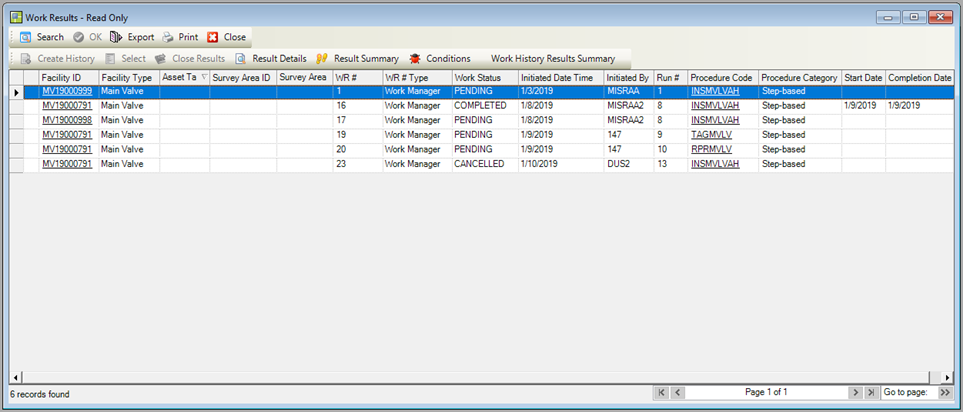 Work Results - Read Only
Search OK Export Print Close
Create History Select Close Results Result Details Result Summary Conditions Work History Results Summary
Facility ID Facility Type Asset Ta Survey Area ID Survey Area WR # WR # Type Work Status Initiated Date Time Initiated By Run # Procedure Code Procedure Category Start Date Completion Date
MV19000999 Main Valve 1 Work Manager PENDING 1/3/2019 MISRAA 1 INSMVLVAH Step-based
MV19000791 Main Valve 16 Work Manager COMPLETED 1/8/2019 MISRAA2 8 INSMVLVAH Step-based 1/9/2019 1/9/2019
MV19000998 Main Valve 17 Work Manager PENDING 1/8/2019 MISRAA2 8 INSMVLVAH Step-based
MV19000791 Main Valve 19 Work Manager PENDING 1/9/2019 147 9 TAGMVLV Step-based
MV19000791 Main Valve 20 Work Manager PENDING 1/9/2019 147 10 RPRMVLV Step-based
MV19000791 Main Valve 23 Work Manager CANCELLED 1/10/2019 DUS2 13 INSMVLVAH Step-based
6 records found Page 1 of 1 Go to page: